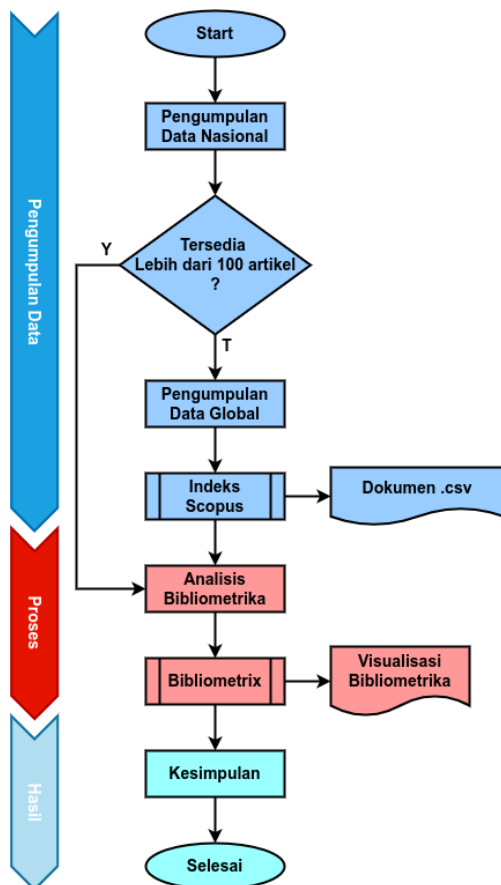 Start
Pengumpulan
Data Nasional
Tersedia
Lebih dari 100 artikel
?
Y
T
Pengumpulan
Data Global
Indeks
Scopus
Dokumen .csv
Analisis
Bibliometrika
Bibliometrix
Visualisasi
Bibliometrika
Kesimpulan
Selesai
Pengumpulan Data
Proses
Hasil